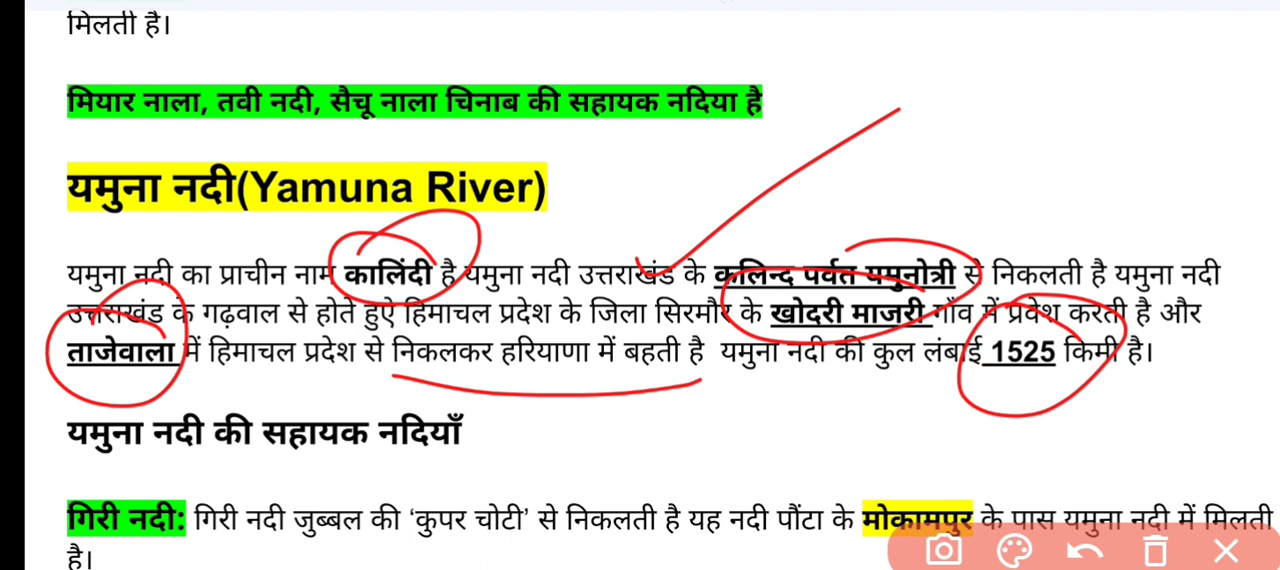 मिलती है।
मियार नाला, तवी नदी, सैचू नाला चिनाब की सहायक नदिया है
यमुना नदी(Yamuna River)
यमुना नदी का प्राचीन नाम कालिंदी है यमुना नदी उत्तराखंड के कलिन्द पर्वत यमुनोत्री से निकलती है यमुना नदी
उत्तराखंड के गढ़वाल से होते हुऐ हिमाचल प्रदेश के जिला सिरमौर के खोदरी माजरी गाँव में प्रवेश करती है और
ताजेवाला में हिमाचल प्रदेश से निकलकर हरियाणा में बहती है यमुना नदी की कुल लंबाई 1525 किमी है।
यमुना नदी की सहायक नदियाँ
गिरी नदी: गिरी नदी जुब्बल की ‘कुपर चोटी’ से निकलती है यह नदी पौंटा के मोकामपुर के पास यमुना नदी में मिलती
है।